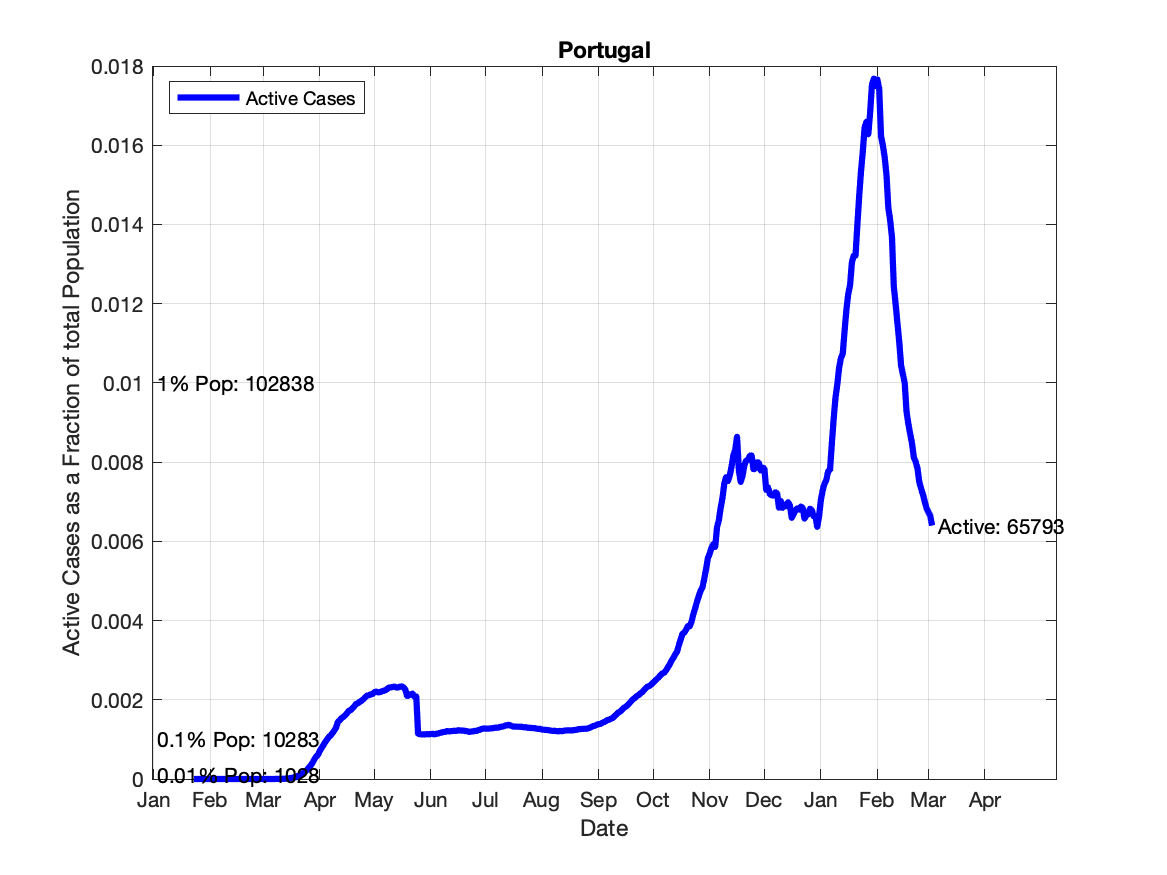 Portugal
Active Cases
0.018
0.016
0.014
0.012
0.01
0.008
0.006
0.004
0.002
0
Active Cases as a Fraction of total Population
1% Pop: 102838
0.1% Pop: 10283
0.01% Pop: 1028
Active: 65793
Jan Feb Mar Apr May Jun Jul Aug Sep Oct Nov Dec Jan Feb Mar Apr
Date